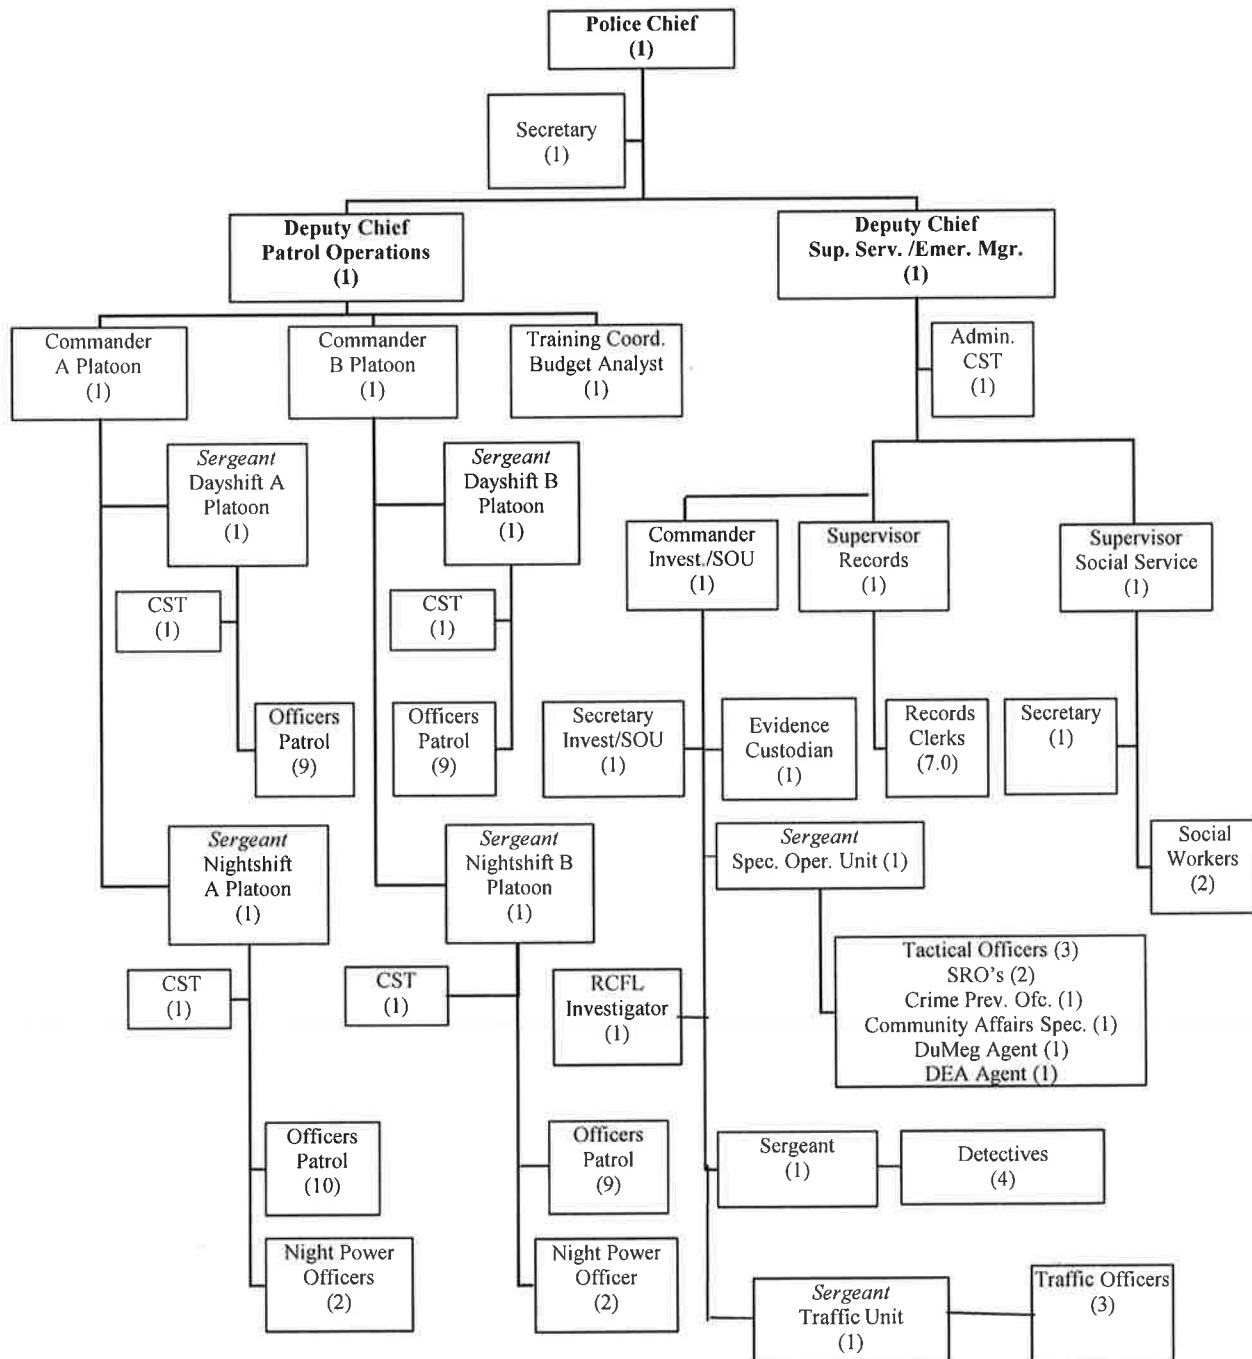 Police Chief
(1)
Secretary
(1)
Deputy Chief
Patrol Operations
(1)
Deputy Chief
Sup. Serv. /Emer. Mgr.
(1)
Commander
A Platoon
(1)
Commander
B Platoon
(1)
Training Coord.
Budget Analyst
(1)
Admin.
CST
(1)
Sergeant
Dayshift A
Platoon
(1)
Sergeant
Dayshift B
Platoon
(1)
Commander
Invest./SOU
(1)
Supervisor
Records
(1)
Supervisor
Social Service
(1)
CST
(1)
CST
(1)
Officers
Patrol
(9)
Officers
Patrol
(9)
Secretary
Invest/SOU
(1)
Evidence
Custodian
(1)
Records
Clerks
(7.0)
Secretary
(1)
Sergeant
Nightshift
A Platoon
(1)
Sergeant
Nightshift B
Platoon
(1)
Sergeant
Spec. Oper. Unit (1)
Social
Workers
(2)
CST
(1)
CST
(1)
RCFL
Investigator
(1)
Tactical Officers (3)
SRO's (2)
Crime Prev. Ofc. (1)
Community Affairs Spec. (1)
DuMeg Agent (1)
DEA Agent (1)
Officers
Patrol
(10)
Officers
Patrol
(9)
Sergeant
(1)
Detectives
(4)
Night Power
Officers
(2)
Night Power
Officer
(2)
Sergeant
Traffic Unit
(1)
Traffic Officers
(3)